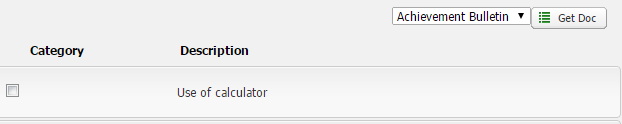 Achievement Bulletin Get Doc
Category Description
Use of calculator